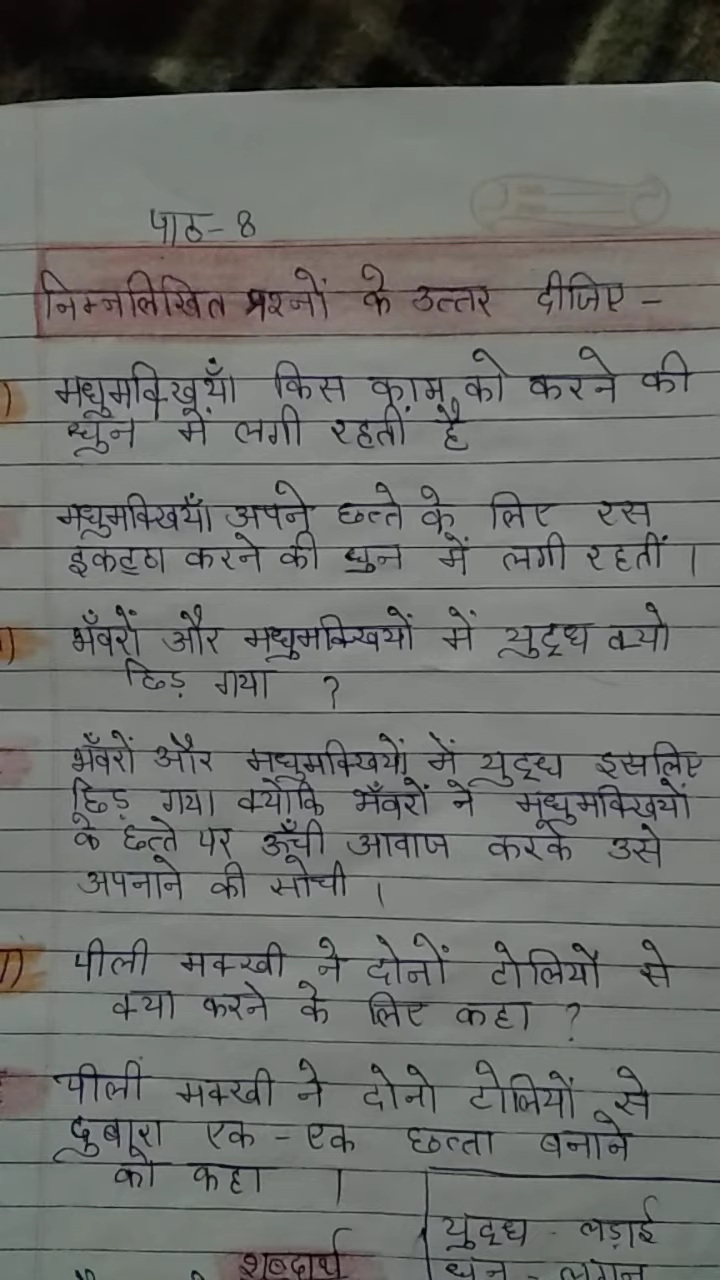 पाठ-8
निम्नलिखित प्रश्नों के उत्तर दीजिए -
मधुमक्खियाँ किस काम को करने की
धुन में लगी रहती है
मधुमक्खियाँ अपने छत्ते के लिए रस
इकट्ठा करने की धुन में लगी रहतीं ।
भँवरों और मधुमक्खियों में युद्ध क्यो
छिड़ गया ?
भँवरों और मधुमक्खियों में युद्ध इसलिए
छिड़ गया क्योकि भँवरों ने मधुमक्खियों
के छत्ते पर ऊँची आवाज करके उसे
अपनाने की सोची ।
पीली मक्खी ने दोनों टोलियों से
क्या करने के लिए कहा ?
पीली मक्खी ने दोनो टोलियों से
दुबारा एक-एक छत्ता बनाने
को कहा ।
युद्ध - लड़ाई
शब्दार्थ
धुन - लगन